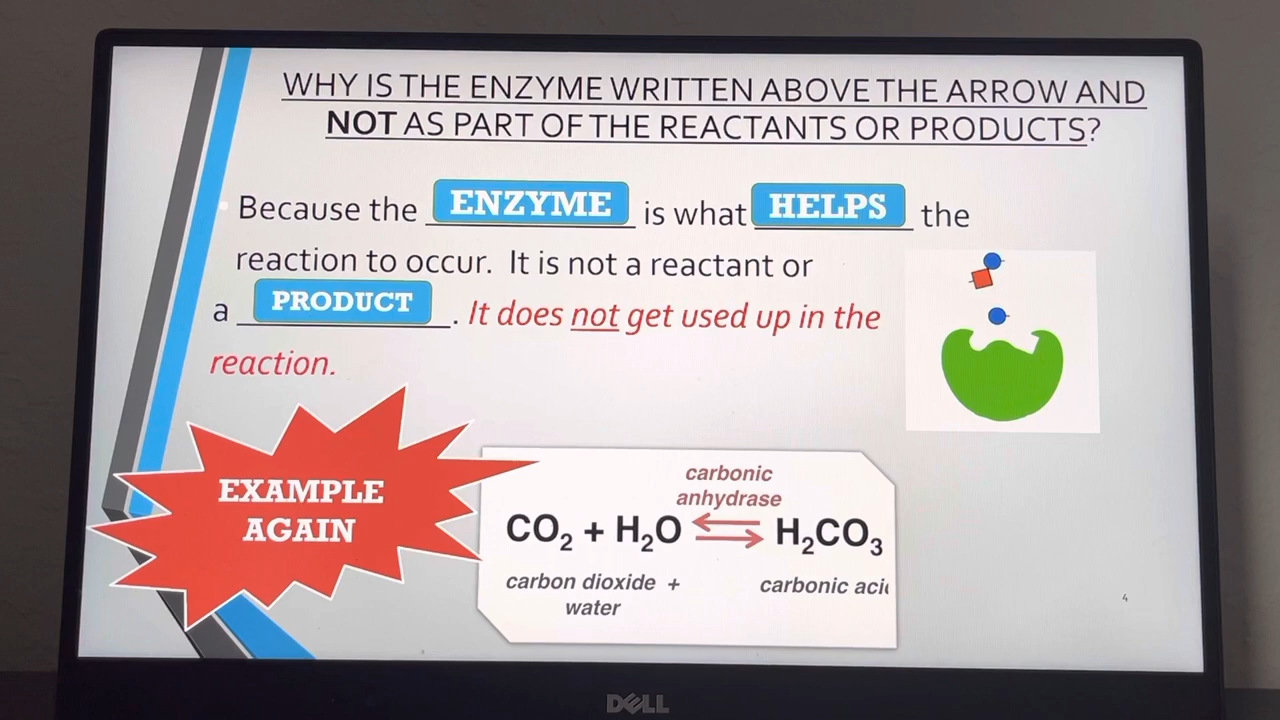 WHY IS THE ENZYME WRITTEN ABOVE THE ARROW AND
NOT AS PART OF THE REACTANTS OR PRODUCTS?
Because the ENZYME is what HELPS the
reaction to occur. It is not a reactant or
a PRODUCT. It does not get used up in the
reaction.
EXAMPLE
AGAIN
carbonic
anhydrase
CO₂ + H₂O ⇌ H₂CO₃
carbon dioxide + carbonic aci
water
4
DELL